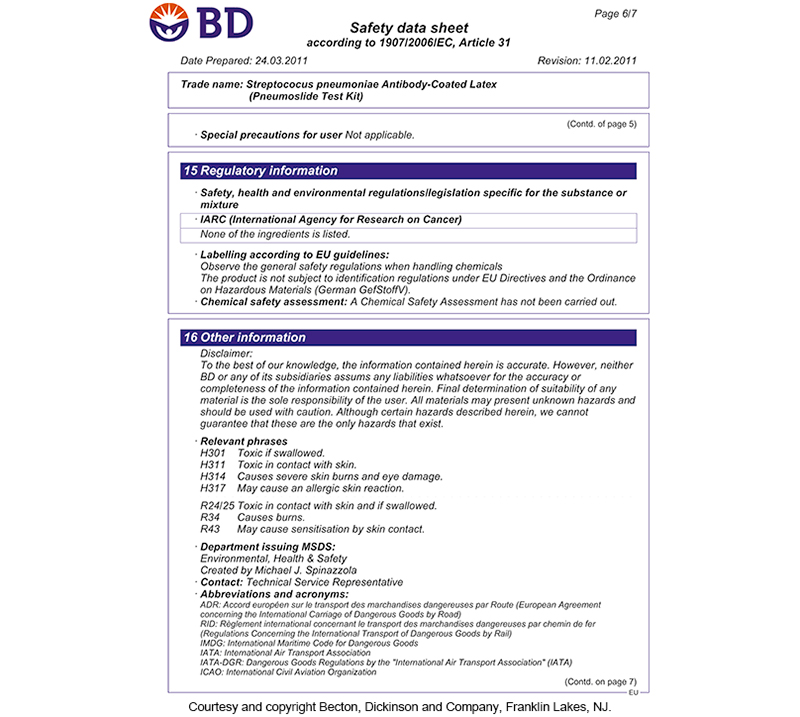 BD
Page 6/7
Safety data sheet
according to 1907/2006/EC, Article 31
Date Prepared: 24.03.2011
Revision: 11.02.2011
Trade name: Streptococus pneumoniae Antibody-Coated Latex
(Pneumoslide Test Kit)
(Contd. of page 5)
· Special precautions for user Not applicable.
15 Regulatory information
· Safety, health and environmental regulations/legislation specific for the substance or
mixture
· IARC (International Agency for Research on Cancer)
None of the ingredients is listed.
· Labelling according to EU guidelines:
Observe the general safety regulations when handling chemicals
The product is not subject to identification regulations under EU Directives and the Ordinance
on Hazardous Materials (German GefStoffV).
· Chemical safety assessment: A Chemical Safety Assessment has not been carried out.
16 Other information
Disclaimer:
To the best of our knowledge, the information contained herein is accurate. However, neither
BD or any of its subsidiaries assums any liabilities whatsoever for the accuracy or
completeness of the information contained herein. Final determination of suitability of any
material is the sole responsibility of the user. All materials may present unknown hazards and
should be used with caution. Although certain hazards described herein, we cannot
guarantee that these are the only hazards that exist.
· Relevant phrases
H301 Toxic if swallowed.
H311 Toxic in contact with skin.
H314 Causes severe skin burns and eye damage.
H317 May cause an allergic skin reaction.
R24/25 Toxic in contact with skin and if swallowed.
R34 Causes burns.
R43 May cause sensitisation by skin contact.
· Department issuing MSDS:
Environmental, Health & Safety
Created by Michael J. Spinazzola
· Contact: Technical Service Representative
· Abbreviations and acronyms:
ADR: Accord européen sur le transport des marchandises dangereuses par Route (European Agreement
concerning the International Carriage of Dangerous Goods by Road)
RID: Règlement international concernant le transport des marchandises dangereuses par chemin de fer
(Regulations Concerning the International Transport of Dangerous Goods by Rail)
IMDG: International Maritime Code for Dangerous Goods
IATA: International Air Transport Association
IATA-DGR: Dangerous Goods Regulations by the "International Air Transport Association" (IATA)
ICAO: International Civil Aviation Organization
(Contd. on page 7)
EU
Courtesy and copyright Becton, Dickinson and Company, Franklin Lakes, NJ.